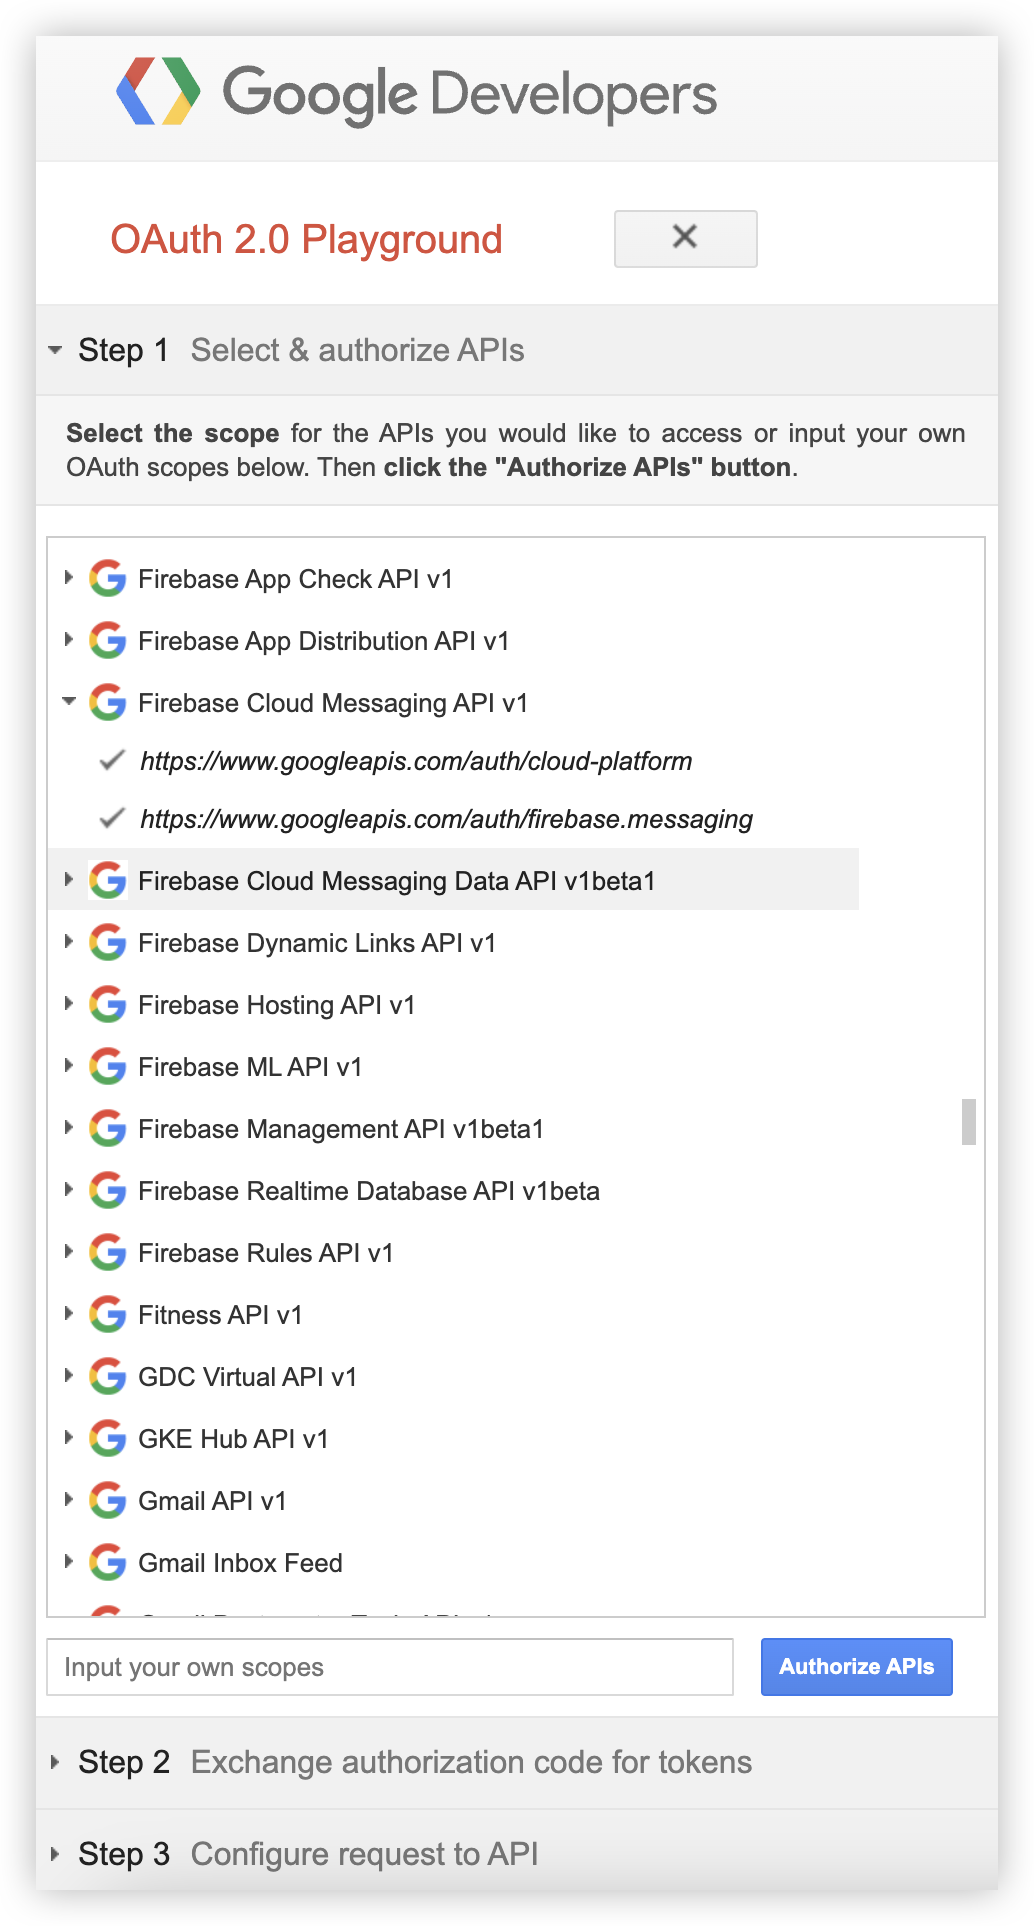 Google Developers
OAuth 2.0 Playground
Step 1 Select & authorize APIs
Select the scope for the APIs you would like to access or input your own
OAuth scopes below. Then click the "Authorize APIs" button.
Firebase App Check API v1
Firebase App Distribution API v1
Firebase Cloud Messaging API v1
https://www.googleapis.com/auth/cloud-platform
https://www.googleapis.com/auth/firebase.messaging
Firebase Cloud Messaging Data API v1beta1
Firebase Dynamic Links API v1
Firebase Hosting API v1
Firebase ML API v1
Firebase Management API v1beta1
Firebase Realtime Database API v1beta
Firebase Rules API v1
Fitness API v1
GDC Virtual API v1
GKE Hub API v1
Gmail API v1
Gmail Inbox Feed
Input your own scopes
Authorize APIs
Step 2 Exchange authorization code for tokens
Step 3 Configure request to API